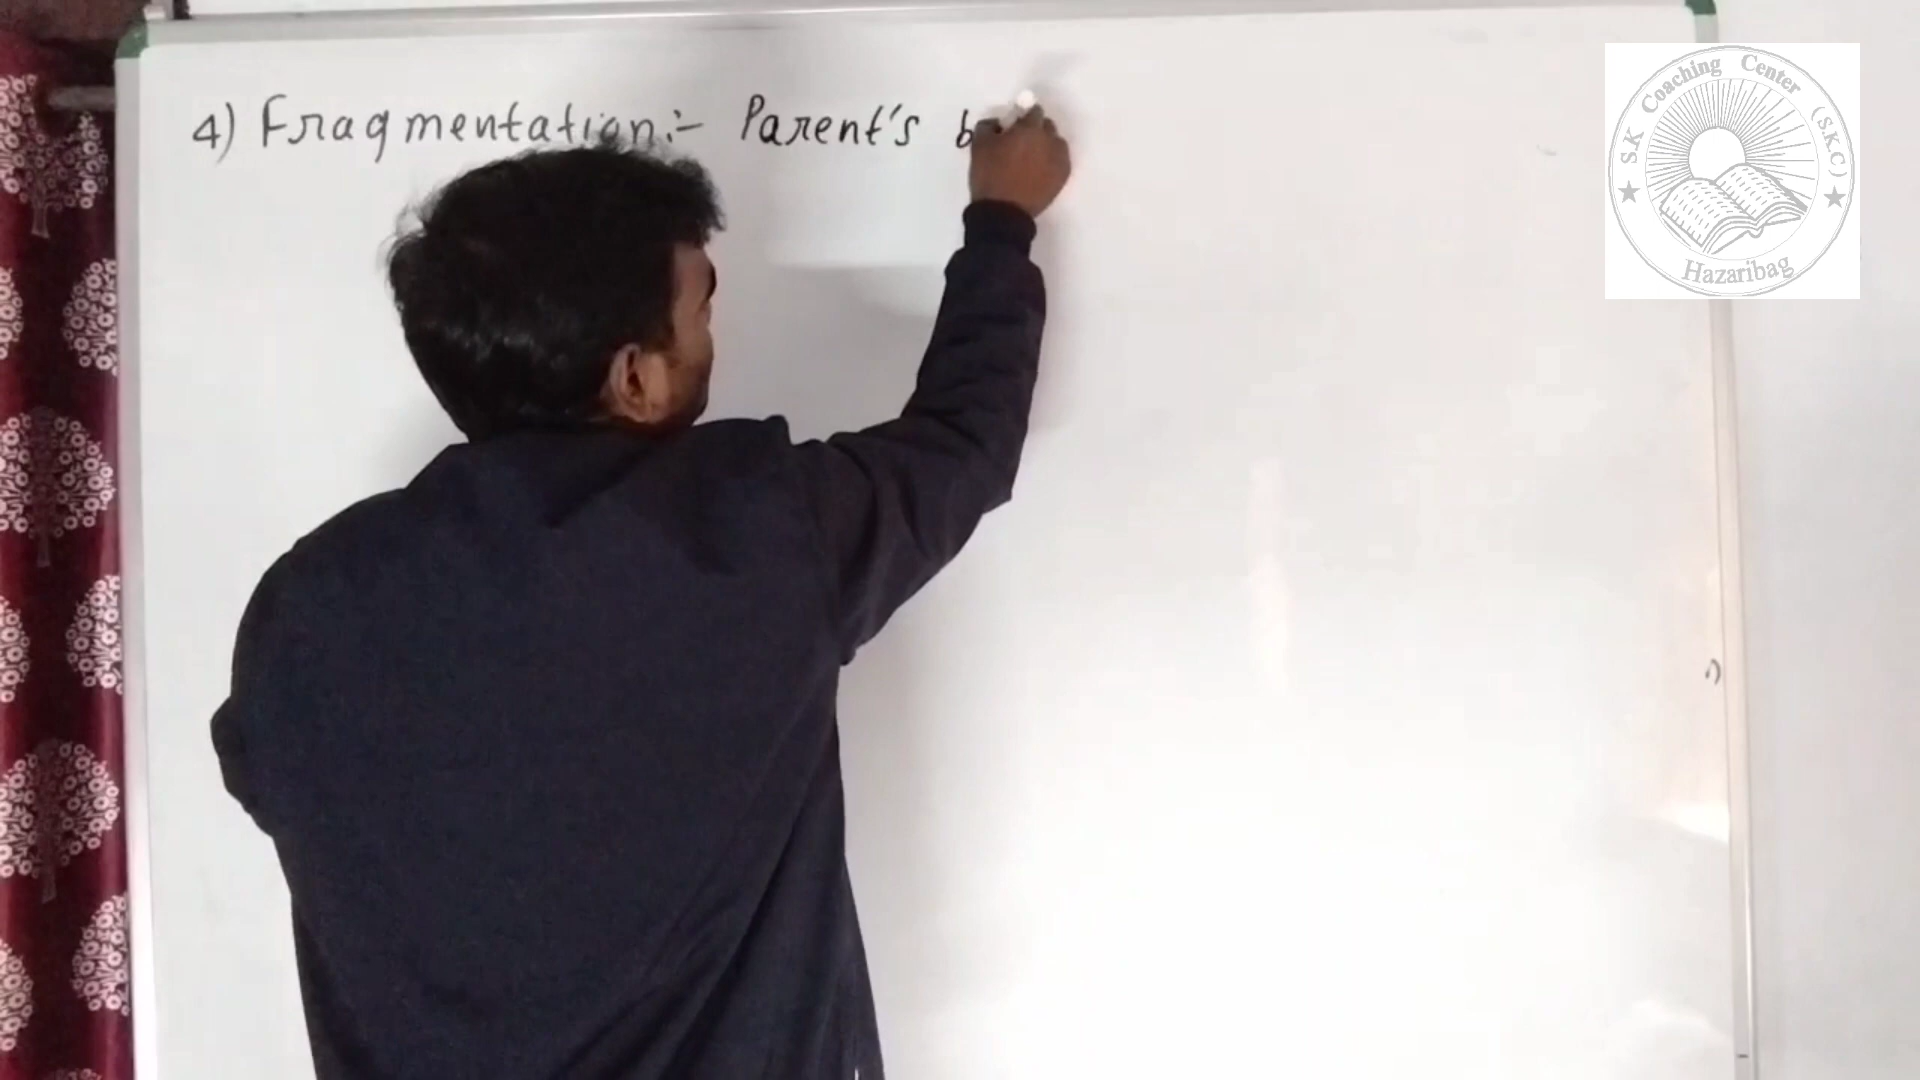 4) Fragmentation:- Parent's b
S.K Coaching Center (S.K.C)
Hazaribag